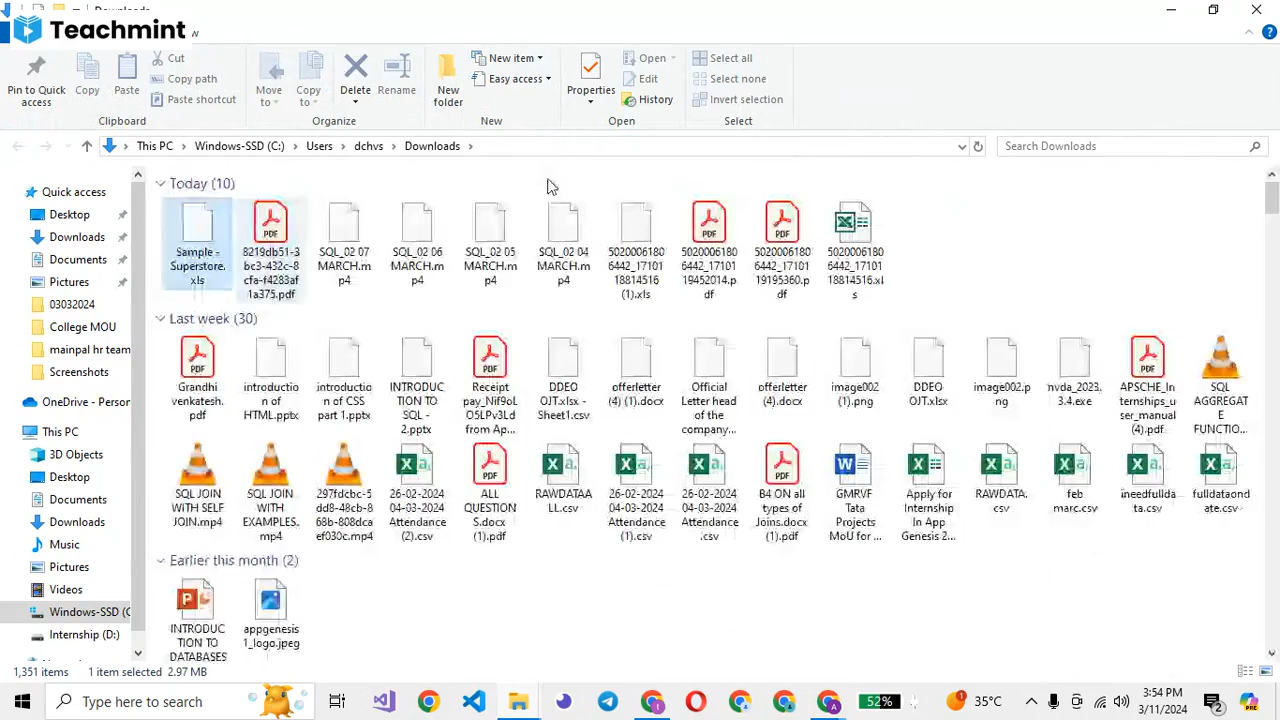 Downloads
Teachmint
Pin to Quick access
Copy
Paste
Cut
Copy path
Paste shortcut
Clipboard
Move to
Copy to
Delete
Rename
Organize
New folder
New item
Easy access
New
Properties
Open
Edit
History
Open
Select all
Select none
Invert selection
Select
This PC > Windows-SSD (C:) > Users > dchvs > Downloads >
Search Downloads
Quick access
Desktop
Downloads
Documents
Pictures
03032024
College MOU
mainpal hr team
Screenshots
OneDrive - Person
This PC
3D Objects
Desktop
Documents
Downloads
Music
Pictures
Videos
Windows-SSD (C
Internship (D:)
Today (10)
Sample - Superstore.xls
8219db51-3bc3-432c-8cfa-f4283af1a375.pdf
SQL_02 07 MARCH.mp4
SQL_02 06 MARCH.mp4
SQL_02 05 MARCH.mp4
SQL_02 04 MARCH.mp4
50200061806442_1710118814516 (1).xls
50200061806442_1710119452014.pdf
50200061806442_1710119195360.pdf
50200061806442_1710118814516.xls
Last week (30)
Grandhi venkatesh.pdf
introduction of HTML.pptx
introduction of CSS part 1.pptx
INTRODUCTION TO SQL - 2.pptx
Receipt pay_Nif9oLO5LPv3Ld from Ap...
DDEO OJT.xlsx - Sheet1.csv
offerletter (4) (1).docx
Official Letter head of the company...
offerletter (4).docx
image002 (1).png
DDEO OJT.xlsx
image002.png
nvda_2023.3.4.exe
APSCHE_Internships_user_manual (4).pdf
SQL AGGREGATE FUNCTIO...
SQL JOIN WITH SELF JOIN.mp4
SQL JOIN WITH EXAMPLES.mp4
297fdcbc-5dd8-48cb-868b-808dcaef030c.mp4
26-02-2024 04-03-2024 Attendance (2).csv
ALL QUESTIONS.docx (1).pdf
RAWDATAALL.csv
26-02-2024 04-03-2024 Attendance (1).csv
26-02-2024 04-03-2024 Attendance.csv
B4 ON all types of Joins.docx (1).pdf
GMRVF Tata Projects MoU for ...
Apply for Internship In App Genesis 2...
RAWDATA.csv
feb marc.csv
ineedfulldata.csv
fulldataondate.csv
Earlier this month (2)
INTRODUCTION TO DATABASES
appgenesis1_logo.jpeg
1,351 items
1 item selected 2.97 MB
Type here to search
52%
1
35°C
3:54 PM
3/11/2024
2